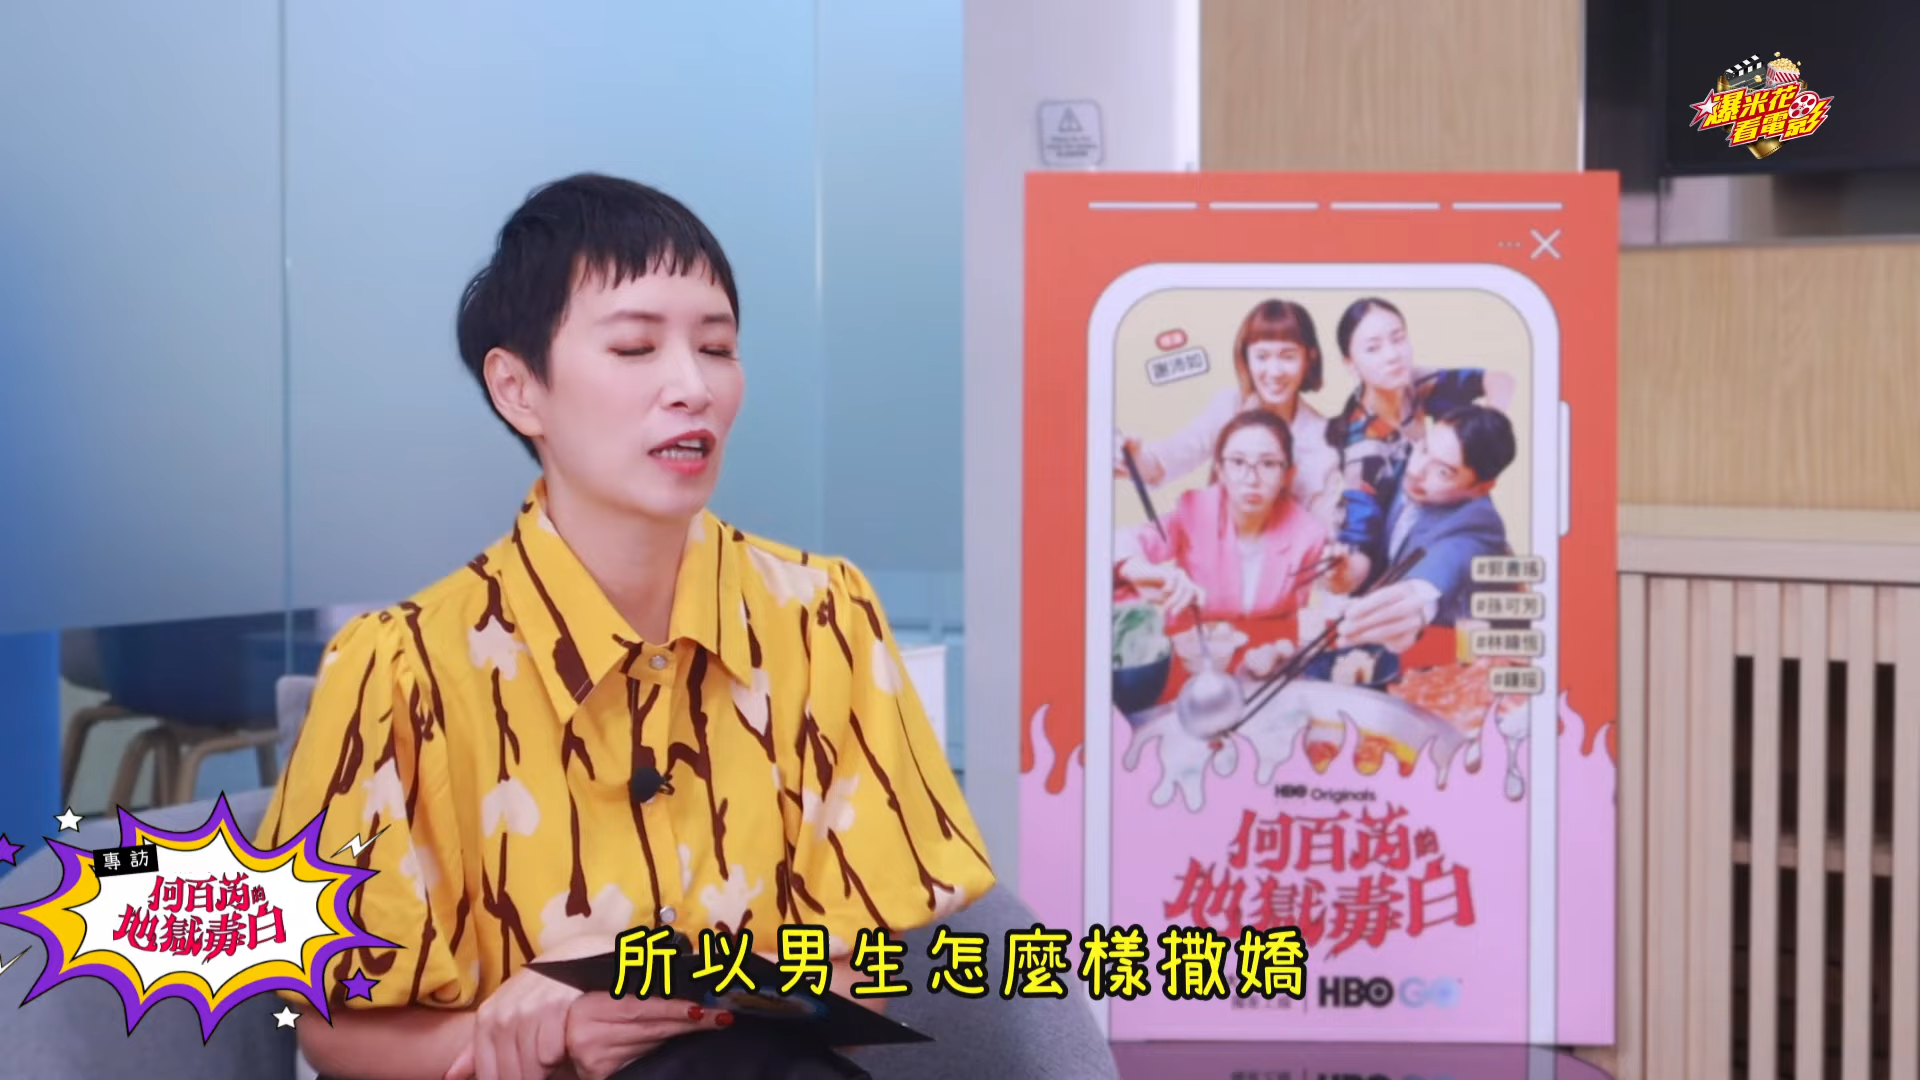 爆米花
看電影
謝沛如
#郭書瑤
#孫可芳
#林暐恆
#鍾瑶
HBO Originals
何百芮的
地獄毒白
HBO GO
專訪
何百芮的
地獄毒白
所以男生怎麼樣撒嬌